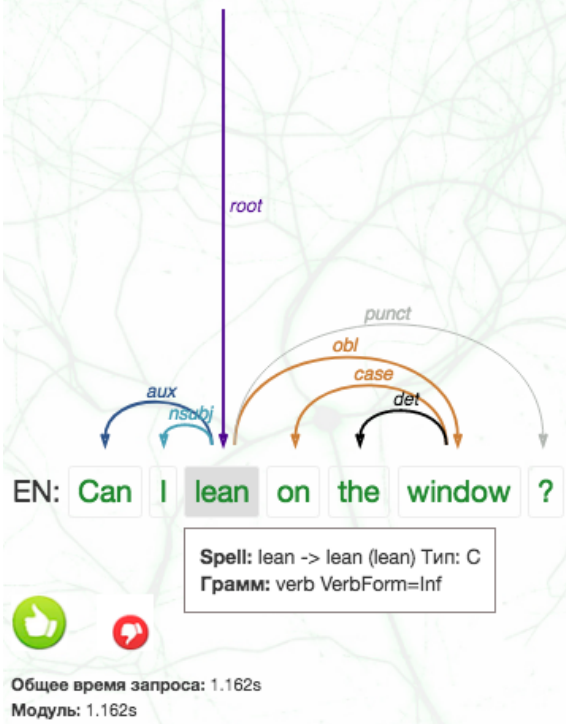 root
punct
obl
case
aux
det
nsubj
EN: Can I lean on the window ?
Spell: lean -> lean (lean) Тип: С
Грамм: verb VerbForm=Inf
Общее время запроса: 1.162s
Модуль: 1.162s